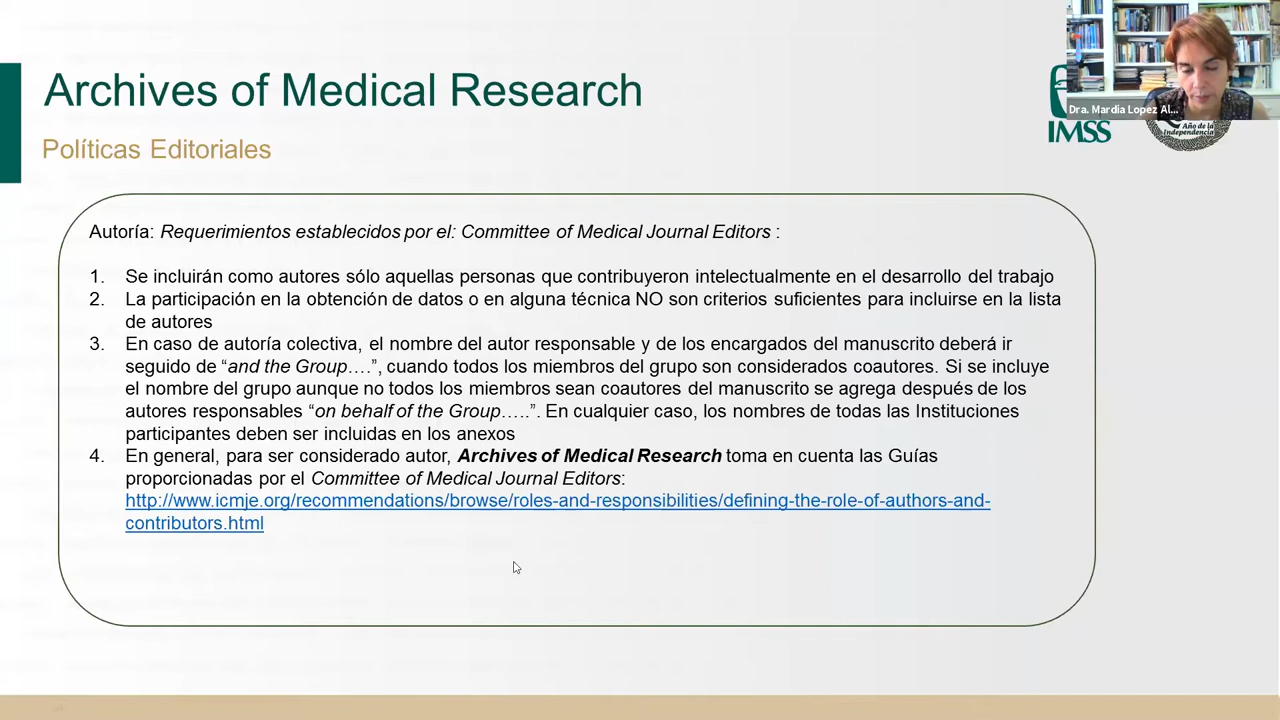 Archives of Medical Research
Políticas Editoriales
Dra. Mardia Lopez Al...
IMSS
Año de la
Independencia
Autoría: Requerimientos establecidos por el: Committee of Medical Journal Editors :
1. Se incluirán como autores sólo aquellas personas que contribuyeron intelectualmente en el desarrollo del trabajo
2. La participación en la obtención de datos o en alguna técnica NO son criterios suficientes para incluirse en la lista
de autores
3. En caso de autoría colectiva, el nombre del autor responsable y de los encargados del manuscrito deberá ir
seguido de “and the Group….”, cuando todos los miembros del grupo son considerados coautores. Si se incluye
el nombre del grupo aunque no todos los miembros sean coautores del manuscrito se agrega después de los
autores responsables “on behalf of the Group…..”. En cualquier caso, los nombres de todas las Instituciones
participantes deben ser incluidas en los anexos
4. En general, para ser considerado autor, Archives of Medical Research toma en cuenta las Guías
proporcionadas por el Committee of Medical Journal Editors:
http://www.icmje.org/recommendations/browse/roles-and-responsibilities/defining-the-role-of-authors-and-
contributors.html